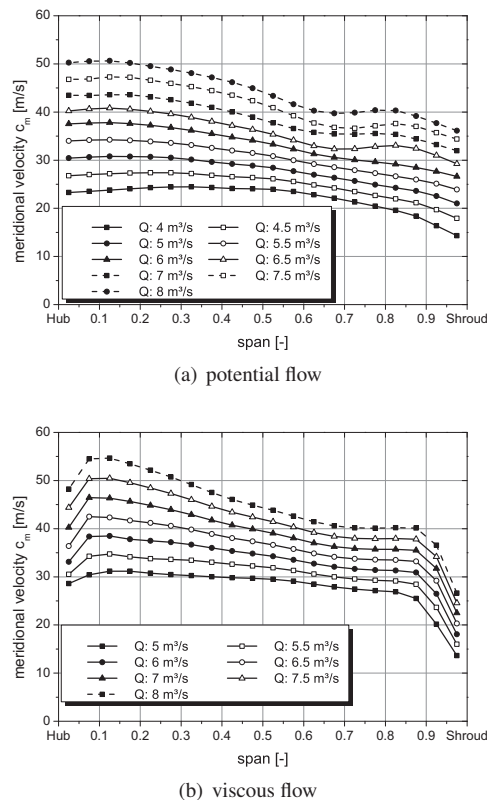 60
50
40
30
20
10
0
meridional velocity cm [m/s]
Q: 4 m³/s
Q: 4.5 m³/s
Q: 5 m³/s
Q: 5.5 m³/s
Q: 6 m³/s
Q: 6.5 m³/s
Q: 7 m³/s
Q: 7.5 m³/s
Q: 8 m³/s
Hub 0.1 0.2 0.3 0.4 0.5 0.6 0.7 0.8 0.9 Shroud
span [-]
(a) potential flow
60
50
40
30
20
10
0
meridional velocity cm [m/s]
Q: 5 m³/s
Q: 5.5 m³/s
Q: 6 m³/s
Q: 6.5 m³/s
Q: 7 m³/s
Q: 7.5 m³/s
Q: 8 m³/s
Hub 0.1 0.2 0.3 0.4 0.5 0.6 0.7 0.8 0.9 Shroud
span [-]
(b) viscous flow